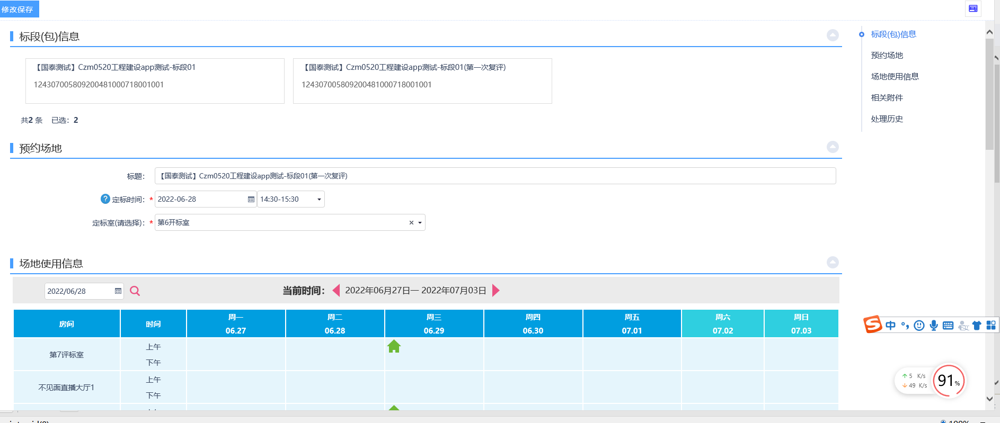 修改保存
标段(包)信息
【国泰测试】Czm0520工程建设app测试-标段01
124307005809200481000718001001
【国泰测试】Czm0520工程建设app测试-标段01(第一次复评)
124307005809200481000718001001
共2 条 已选：2
预约场地
标题：
【国泰测试】Czm0520工程建设app测试-标段01(第一次复评)
? 定标时间：* 2022-06-28 14:30-15:30
定标室(请选择)：* 第6开标室 ×
场地使用信息
2022/06/28
当前时间： 2022年06月27日— 2022年07月03日
房间 时间 周一 周二 周三 周四 周五 周六 周日
06.27 06.28 06.29 06.30 07.01 07.02 07.03
第7评标室
上午
下午
不见面直播大厅1
上午
下午
标段(包)信息
预约场地
场地使用信息
相关附件
处理历史
S 中
5 K/s
49 K/s
91%